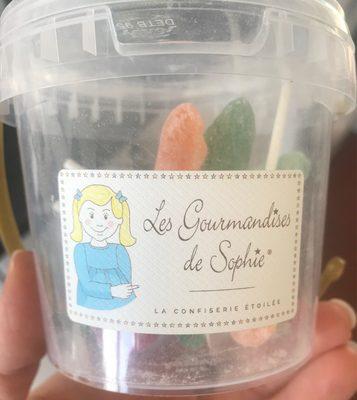 Les Gourmandises
de Sophie®
LA CONFISERIE ÉTOILÉE